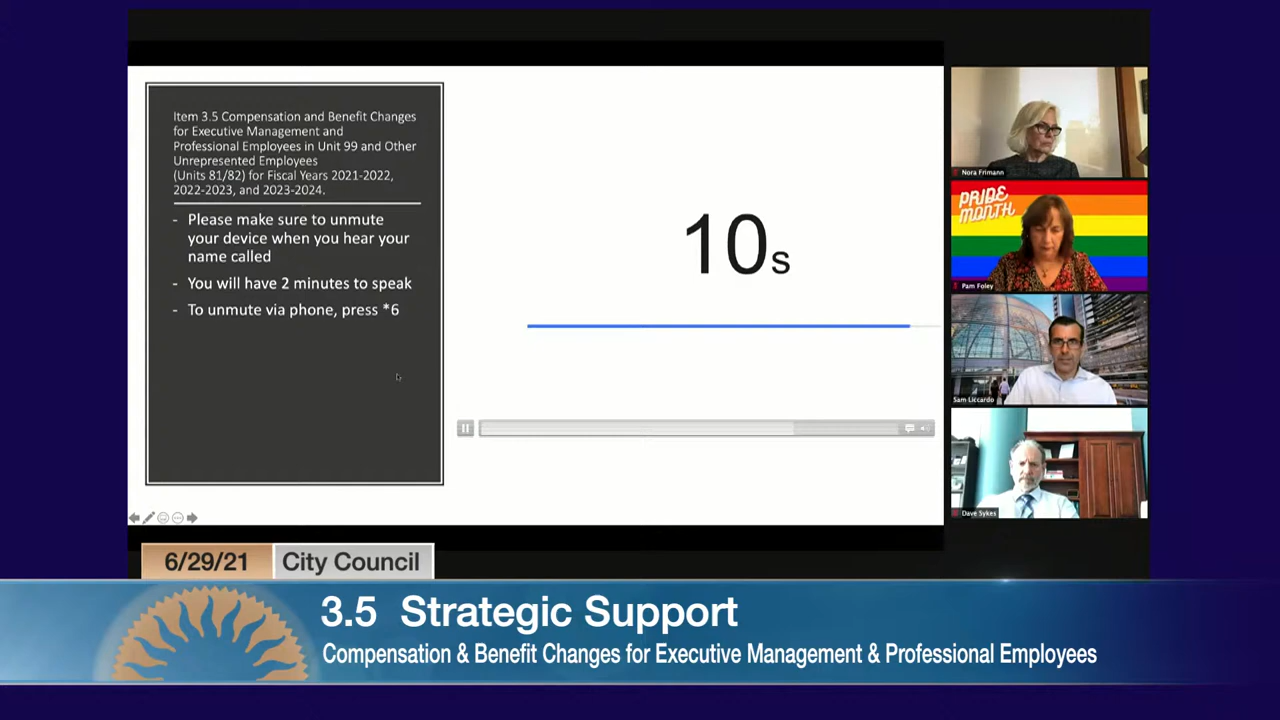 Item 3.5 Compensation and Benefit Changes
for Executive Management and
Professional Employees in Unit 99 and Other
Unrepresented Employees
(Units 81/82) for Fiscal Years 2021-2022,
2022-2023, and 2023-2024.
- Please make sure to unmute
your device when you hear your
name called
- You will have 2 minutes to speak
- To unmute via phone, press *6
10s
Nora Frimann
PRIDE
MONTH
Pam Foley
Sam Liccardo
Dave Sykes
6/29/21 City Council
3.5 Strategic Support
Compensation & Benefit Changes for Executive Management & Professional Employees